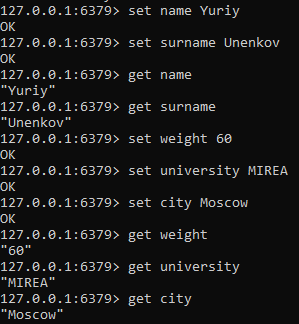 127.0.0.1:6379> set name Yuriy
OK
127.0.0.1:6379> set surname Unenkov
OK
127.0.0.1:6379> get name
"Yuriy"
127.0.0.1:6379> get surname
"Unenkov"
127.0.0.1:6379> set weight 60
OK
127.0.0.1:6379> set university MIREA
OK
127.0.0.1:6379> set city Moscow
OK
127.0.0.1:6379> get weight
"60"
127.0.0.1:6379> get university
"MIREA"
127.0.0.1:6379> get city
"Moscow"